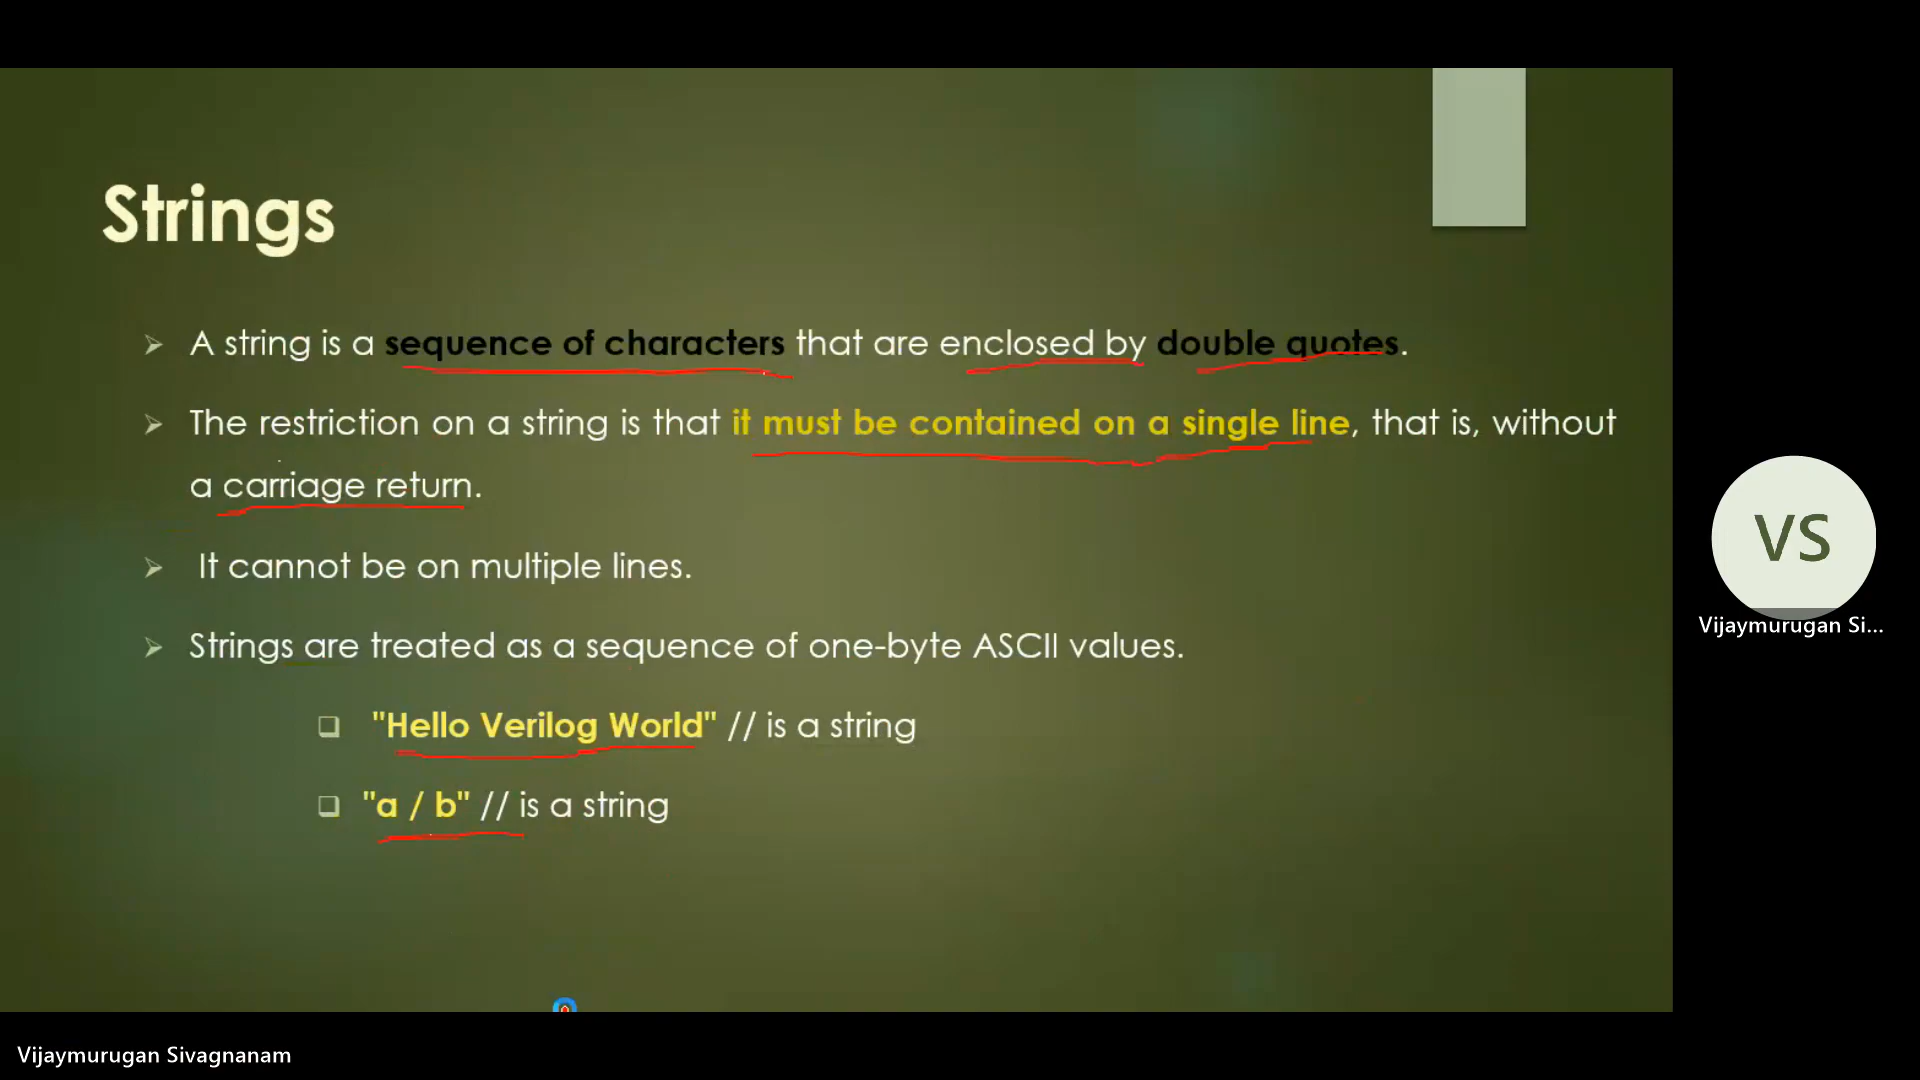 Strings
A string is a sequence of characters that are enclosed by double quotes.
The restriction on a string is that it must be contained on a single line, that is, without
a carriage return.
It cannot be on multiple lines.
Strings are treated as a sequence of one-byte ASCII values.
"Hello Verilog World" // is a string
"a / b" // is a string
VS
Vijaymurugan Si...
Vijaymurugan Sivagnanam